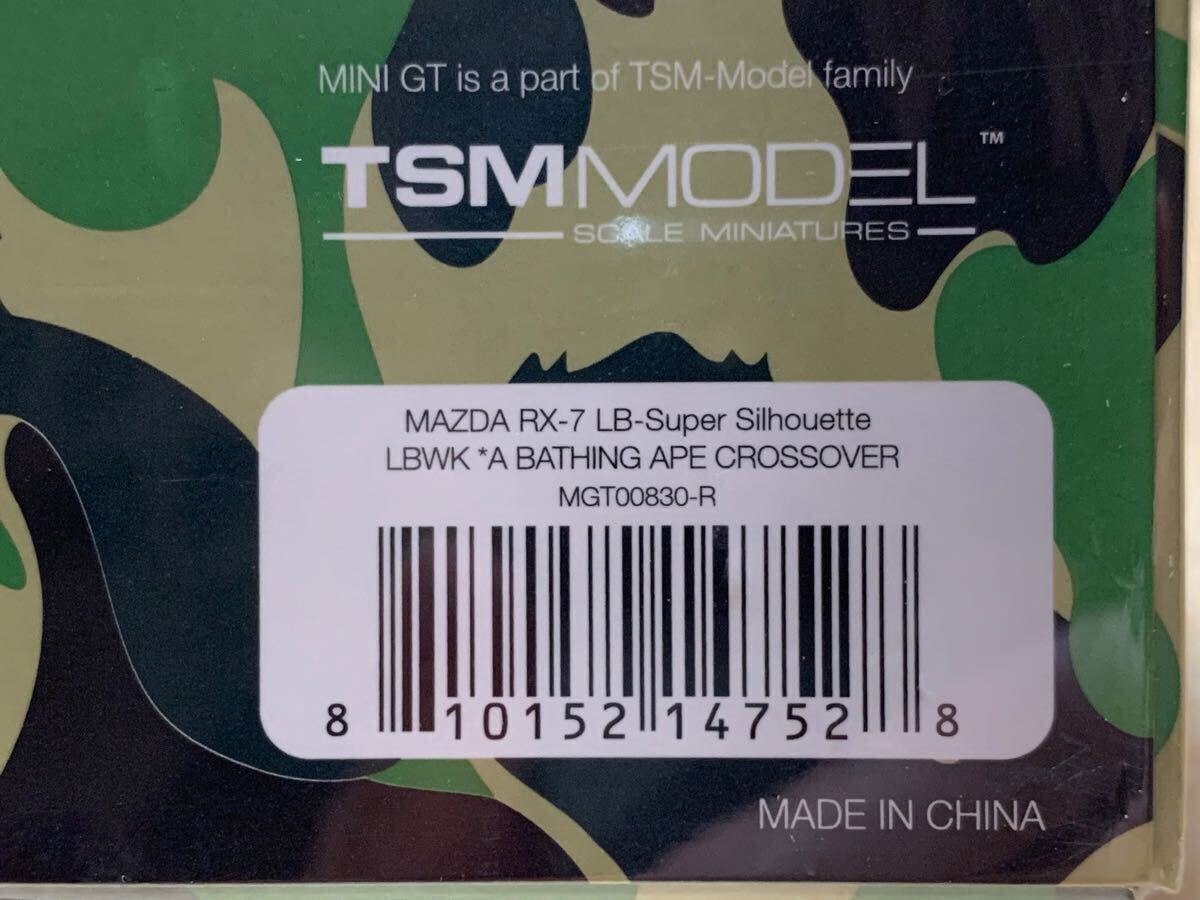 MINI GT is a part of TSM-Model family
TSMMODEL™
SCALE MINIATURES
MAZDA RX-7 LB-Super Silhouette
LBWK *A BATHING APE CROSSOVER
MGT00830-R
8 10152 14752 8
MADE IN CHINA